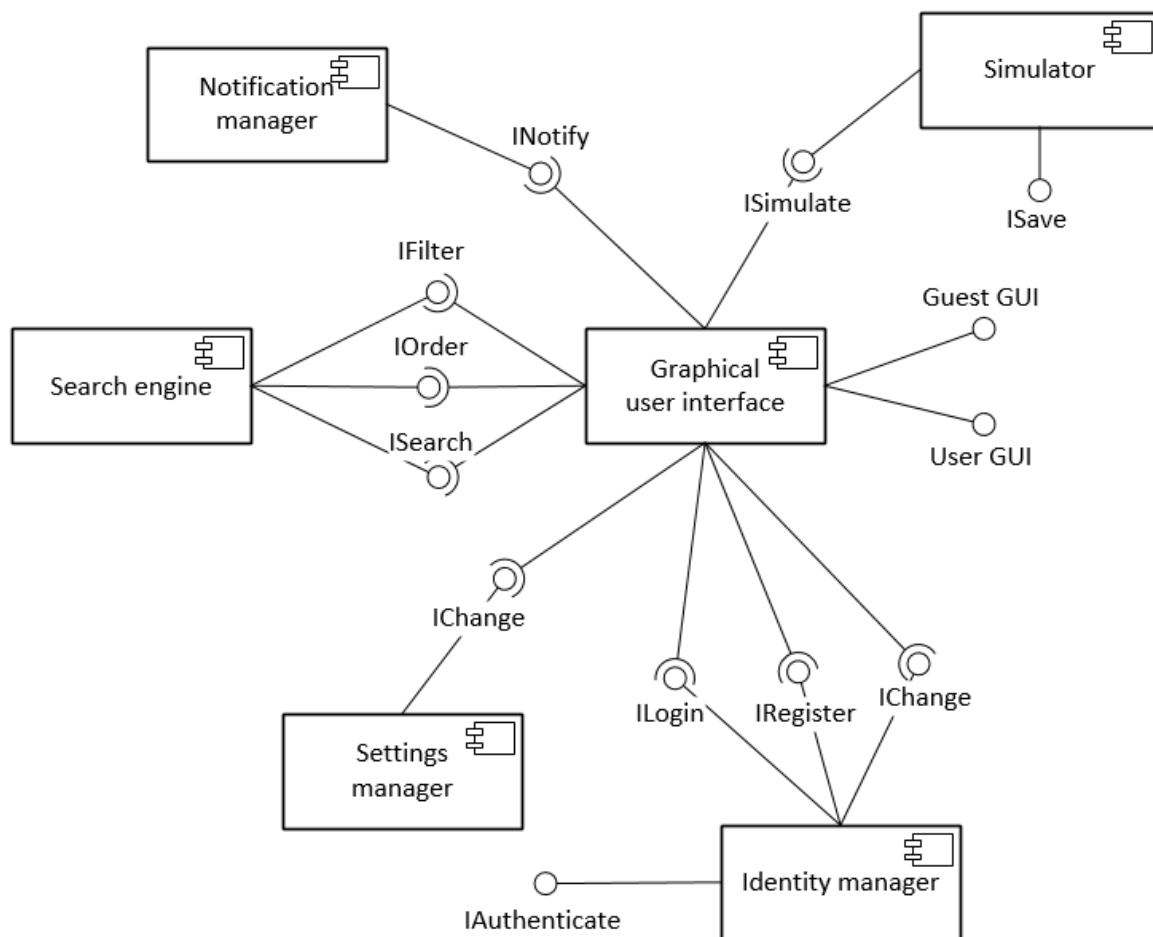 Notification
manager
Simulator
INotify
ISimulate
ISave
IFilter
Guest GUI
IOrder
Search engine
Graphical
user interface
ISearch
User GUI
IChange
ILogin
IRegister
IChange
Settings
manager
Identity manager
IAuthenticate